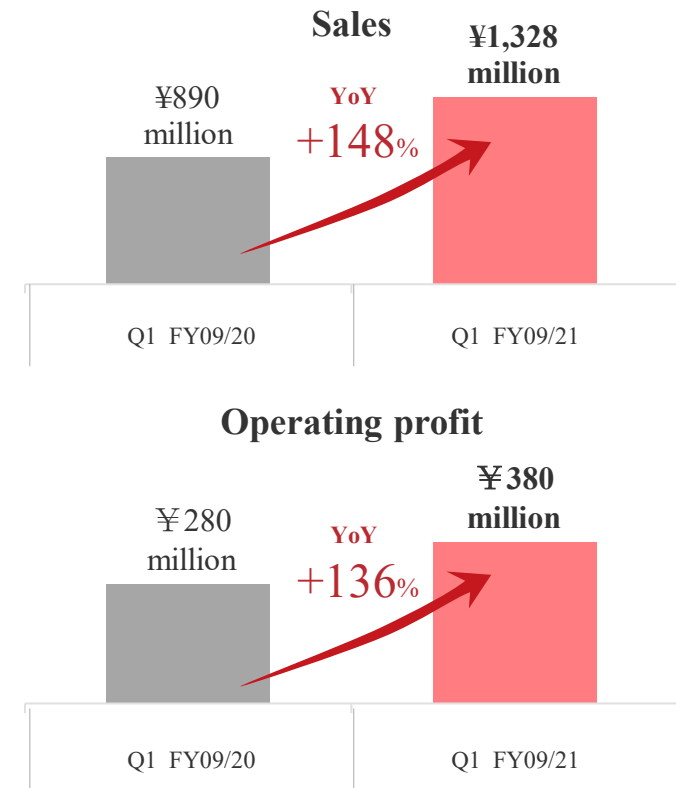 Sales
¥890
million
YoY
+148%
¥1,328
million
Q1 FY09/20
Q1 FY09/21
Operating profit
￥280
million
YoY
+136%
￥380
million
Q1 FY09/20
Q1 FY09/21